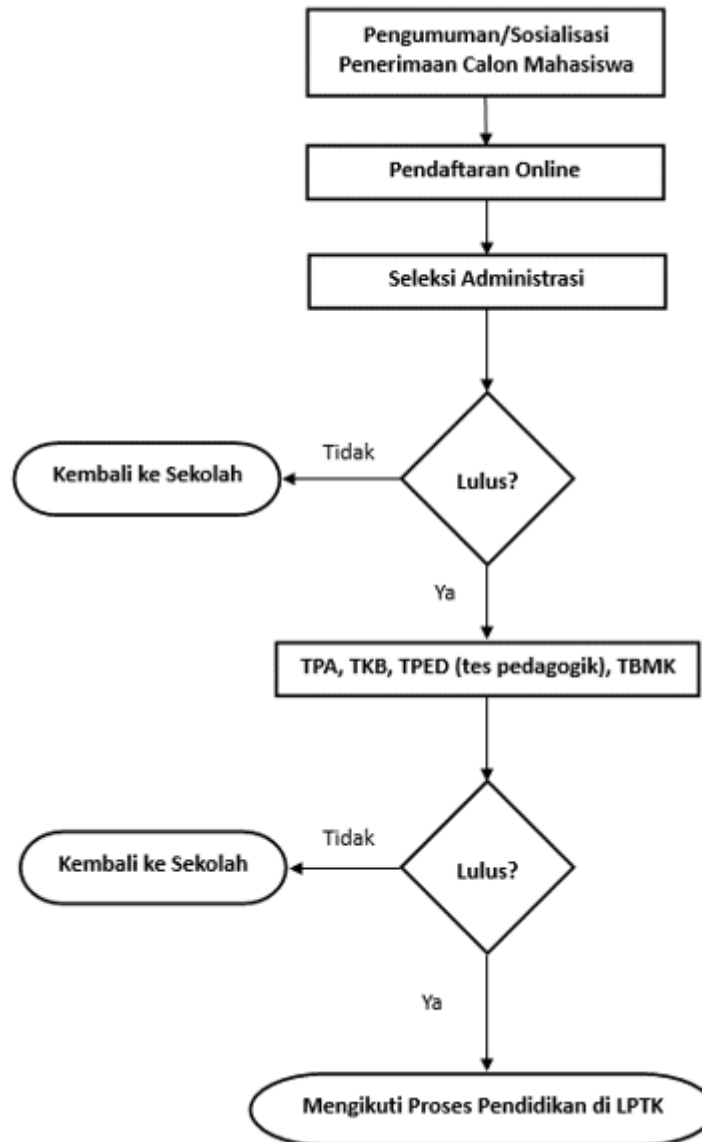 Pengumuman/Sosialisasi
Penerimaan Calon Mahasiswa
Pendaftaran Online
Seleksi Administrasi
Tidak
Kembali ke Sekolah
Lulus?
Ya
TPA, TKB, TPED (tes pedagogik), TBMK
Tidak
Kembali ke Sekolah
Lulus?
Ya
Mengikuti Proses Pendidikan di LPTK